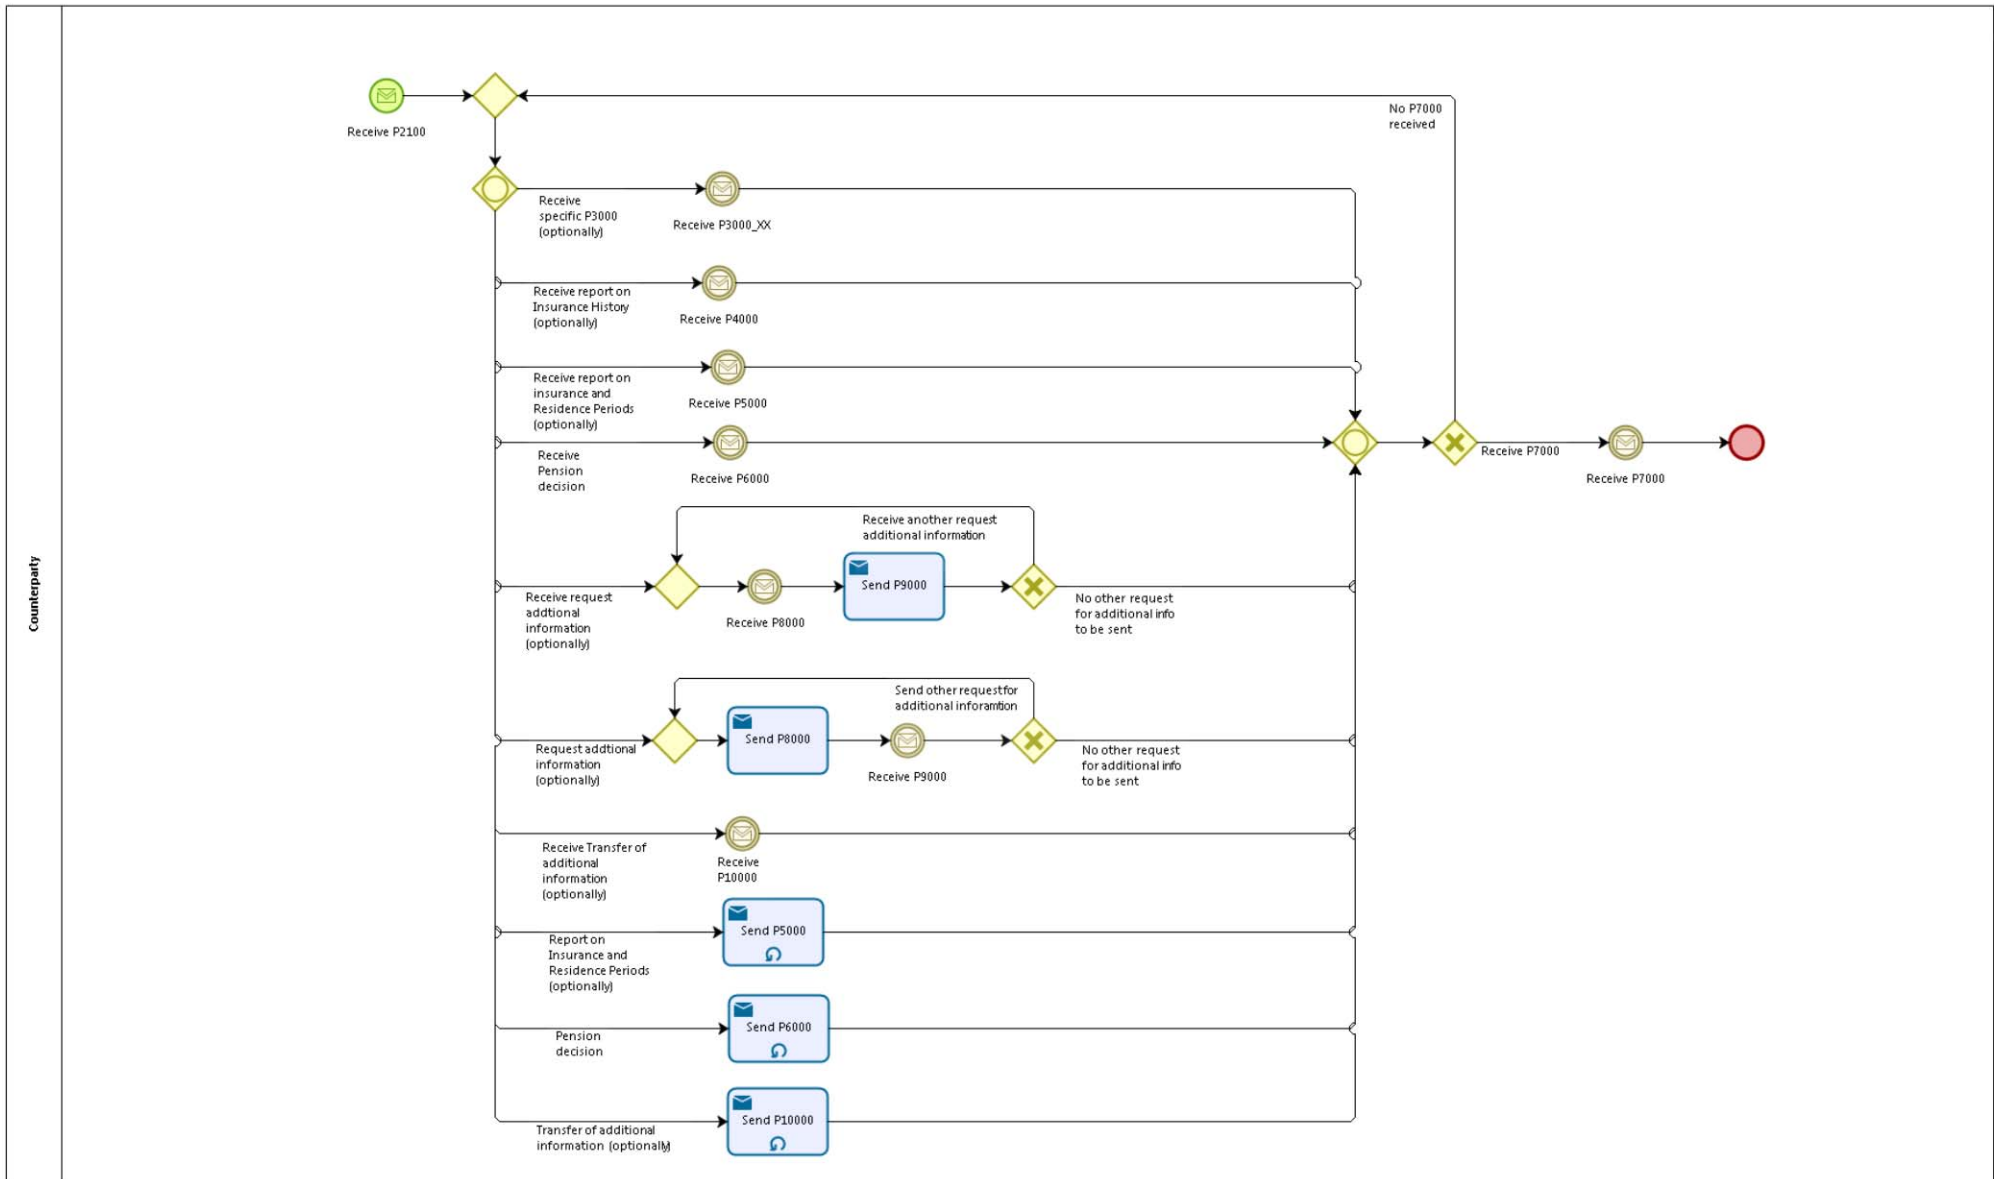 Counterparty
Receive P2100
No P7000
received
Receive
specific P3000
(optionally)
Receive P3000_XX
Receive report on
Insurance History
(optionally)
Receive P4000
Receive report on
insurance and
Residence Periods
(optionally)
Receive P5000
Receive
Pension
decision
Receive P6000
Receive P7000
Receive P7000
Receive another request
additional information
Send P9000
Receive request
addtional
information
(optionally)
Receive P8000
No other request
for additional info
to be sent
Send other request for
additional inforamtion
Send P8000
Request addtional
information
(optionally)
Receive P9000
No other request
for additional info
to be sent
Receive Transfer of
additional
information
(optionally)
Receive
P10000
Send P5000
Report on
Insurance and
Residence Periods
(optionally)
Send P6000
Pension
decision
Send P10000
Transfer of additional
information (optionally)